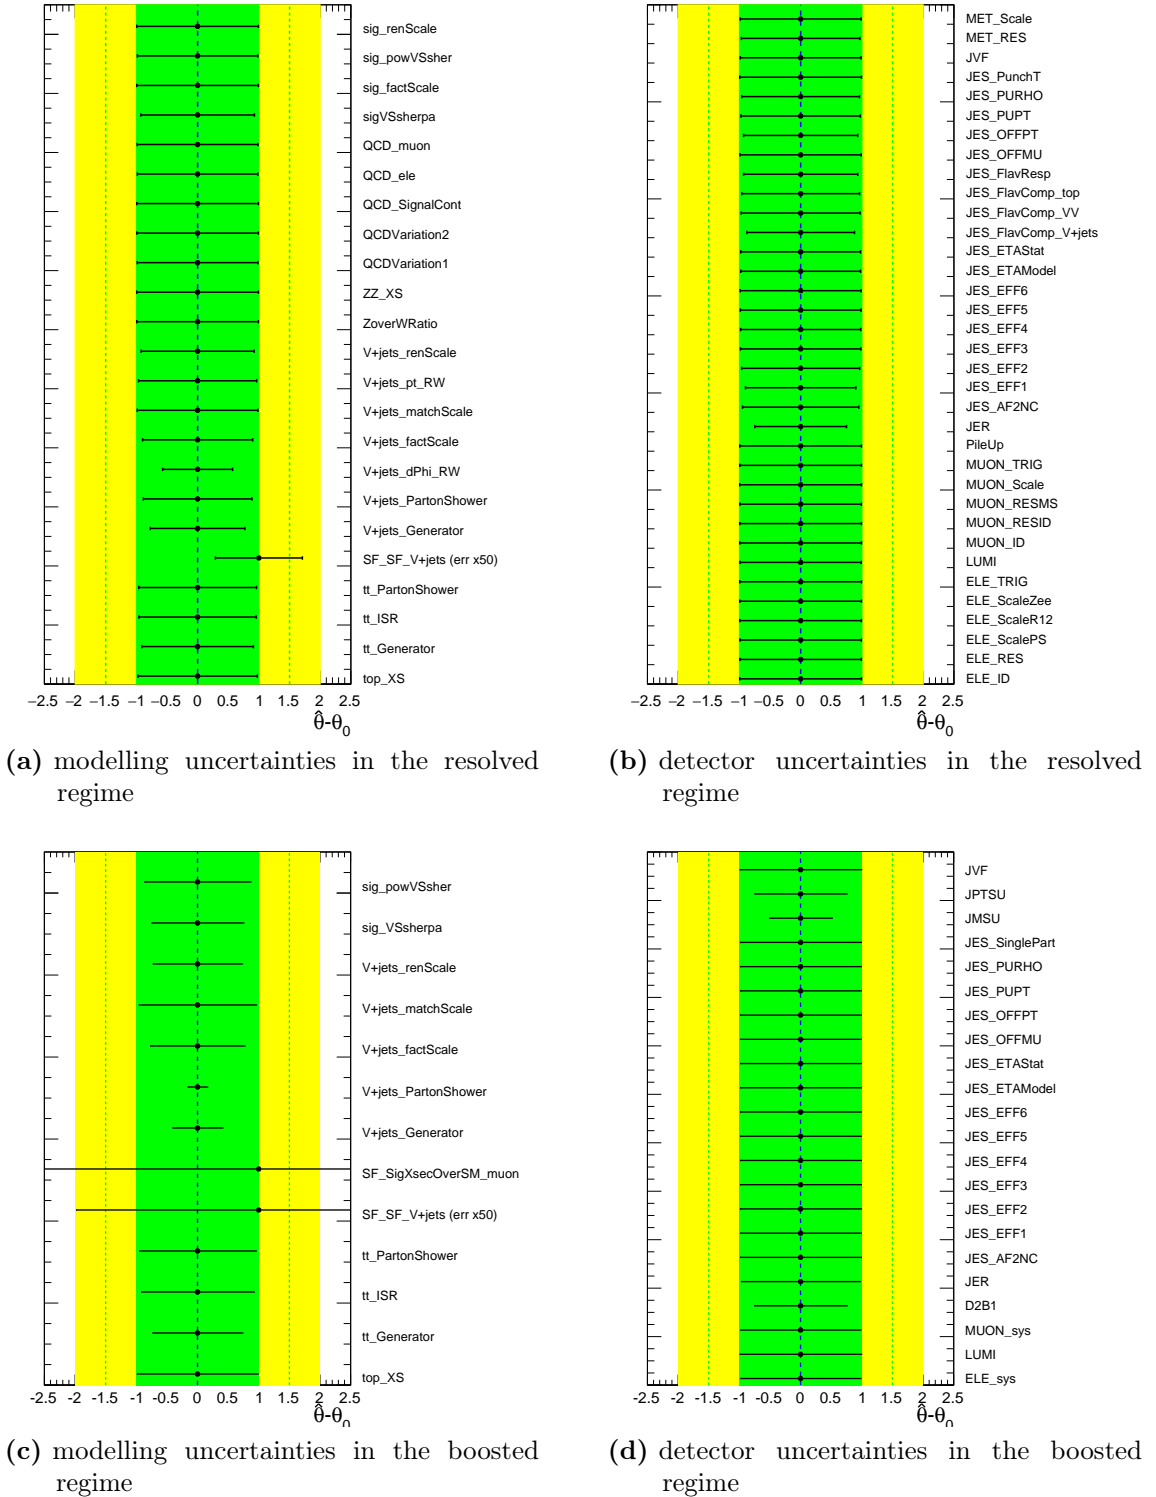 sig_renScale
sig_powVSsher
sig_factScale
sigVSsherpa
QCD_muon
QCD_ele
QCD_SignalCont
QCDVariation2
QCDVariation1
ZZ_XS
ZoverWRatio
V+jets_renScale
V+jets_pt_RW
V+jets_matchScale
V+jets_factScale
V+jets_dPhi_RW
V+jets_PartonShower
V+jets_Generator
SF_SF_V+jets (err x50)
tt_PartonShower
tt_ISR
tt_Generator
top_XS
−2.5 −2 −1.5 −1 −0.5 0 0.5 1 1.5 2 2.5
θ̂-θ0
(a) modelling uncertainties in the resolved
regime
MET_Scale
MET_RES
JVF
JES_PunchT
JES_PURHO
JES_PUPT
JES_OFFPT
JES_OFFMU
JES_FlavResp
JES_FlavComp_top
JES_FlavComp_VV
JES_FlavComp_V+jets
JES_ETAStat
JES_ETAModel
JES_EFF6
JES_EFF5
JES_EFF4
JES_EFF3
JES_EFF2
JES_EFF1
JES_AF2NC
JER
PileUp
MUON_TRIG
MUON_Scale
MUON_RESMS
MUON_RESID
MUON_ID
LUMI
ELE_TRIG
ELE_ScaleZee
ELE_ScaleR12
ELE_ScalePS
ELE_RES
ELE_ID
−2.5 −2 −1.5 −1 −0.5 0 0.5 1 1.5 2 2.5
θ̂-θ0
(b) detector uncertainties in the resolved
regime
sig_powVSsher
sig_VSsherpa
V+jets_renScale
V+jets_matchScale
V+jets_factScale
V+jets_PartonShower
V+jets_Generator
SF_SigXsecOverSM_muon
SF_SF_V+jets (err x50)
tt_PartonShower
tt_ISR
tt_Generator
top_XS
-2.5 -2 -1.5 -1 -0.5 0 0.5 1 1.5 2 2.5
θ̂-θ0
(c) modelling uncertainties in the boosted
regime
JVF
JPTSU
JMSU
JES_SinglePart
JES_PURHO
JES_PUPT
JES_OFFPT
JES_OFFMU
JES_ETAStat
JES_ETAModel
JES_EFF6
JES_EFF5
JES_EFF4
JES_EFF3
JES_EFF2
JES_EFF1
JES_AF2NC
JER
D2B1
MUON_sys
LUMI
ELE_sys
-2.5 -2 -1.5 -1 -0.5 0 0.5 1 1.5 2 2.5
θ̂-θ0
(d) detector uncertainties in the boosted
regime